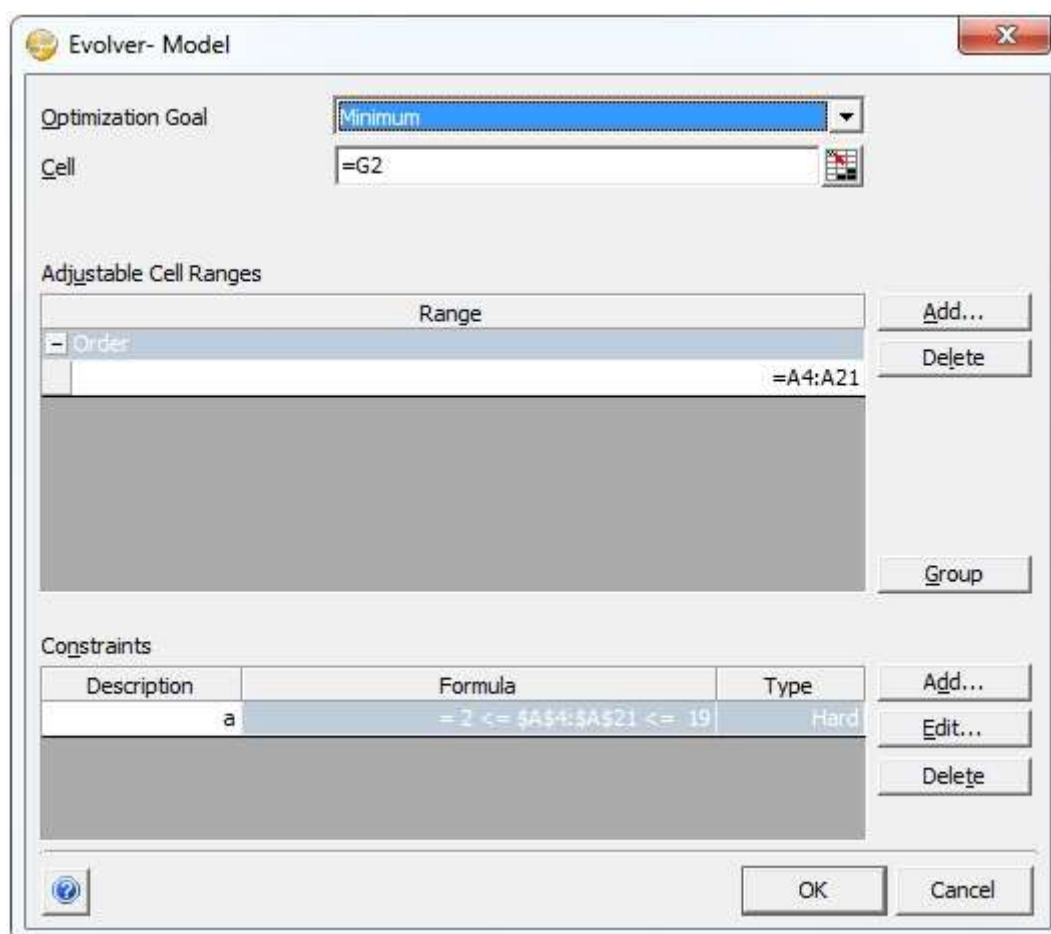 Evolver- Model
Optimization Goal Minimum
Cell =G2
Adjustable Cell Ranges
Range Add...
Order
Delete
=A4:A21
Group
Constraints
Description Formula Type Add...
a = 2 <= $A$4:$A$21 <= 19 Hard
Edit...
Delete
OK Cancel